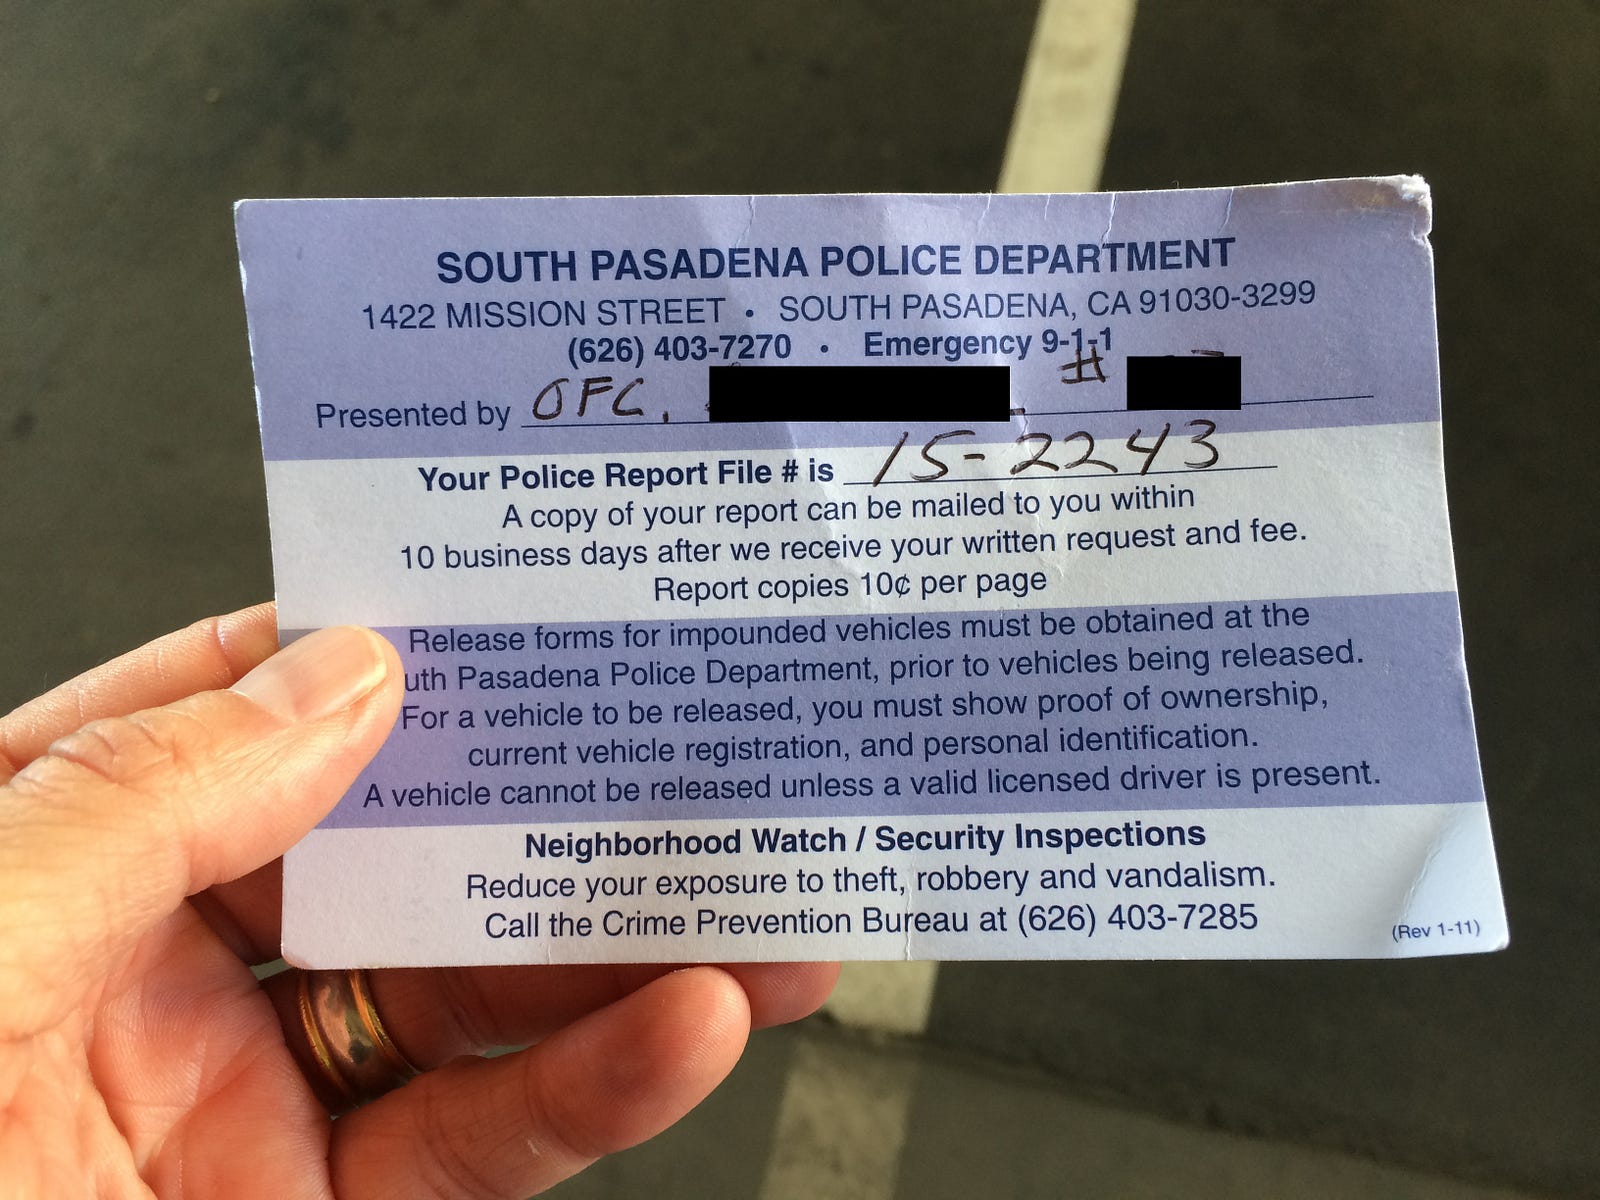 SOUTH PASADENA POLICE DEPARTMENT
1422 MISSION STREET • SOUTH PASADENA, CA 91030-3299
(626) 403-7270 • Emergency 9-1-1
Presented by OFC. #
Your Police Report File # is 15-2243
A copy of your report can be mailed to you within
10 business days after we receive your written request and fee.
Report copies 10¢ per page
Release forms for impounded vehicles must be obtained at the
uth Pasadena Police Department, prior to vehicles being released.
For a vehicle to be released, you must show proof of ownership,
current vehicle registration, and personal identification.
A vehicle cannot be released unless a valid licensed driver is present.
Neighborhood Watch / Security Inspections
Reduce your exposure to theft, robbery and vandalism.
Call the Crime Prevention Bureau at (626) 403-7285
(Rev 1-11)